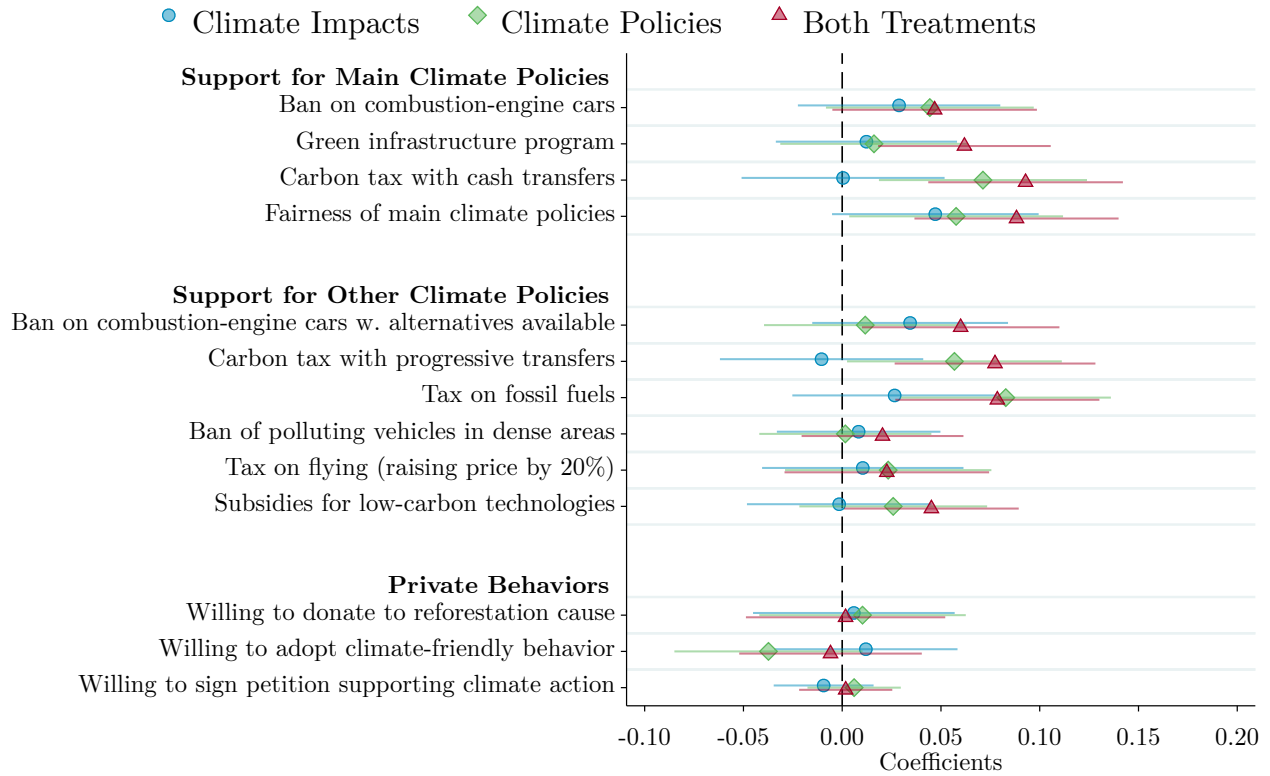 Climate Impacts Climate Policies Both Treatments
Support for Main Climate Policies
Ban on combustion-engine cars
Green infrastructure program
Carbon tax with cash transfers
Fairness of main climate policies
Support for Other Climate Policies
Ban on combustion-engine cars w. alternatives available
Carbon tax with progressive transfers
Tax on fossil fuels
Ban of polluting vehicles in dense areas
Tax on flying (raising price by 20%)
Subsidies for low-carbon technologies
Private Behaviors
Willing to donate to reforestation cause
Willing to adopt climate-friendly behavior
Willing to sign petition supporting climate action
-0.10 -0.05 0.00 0.05 0.10 0.15 0.20
Coefficients